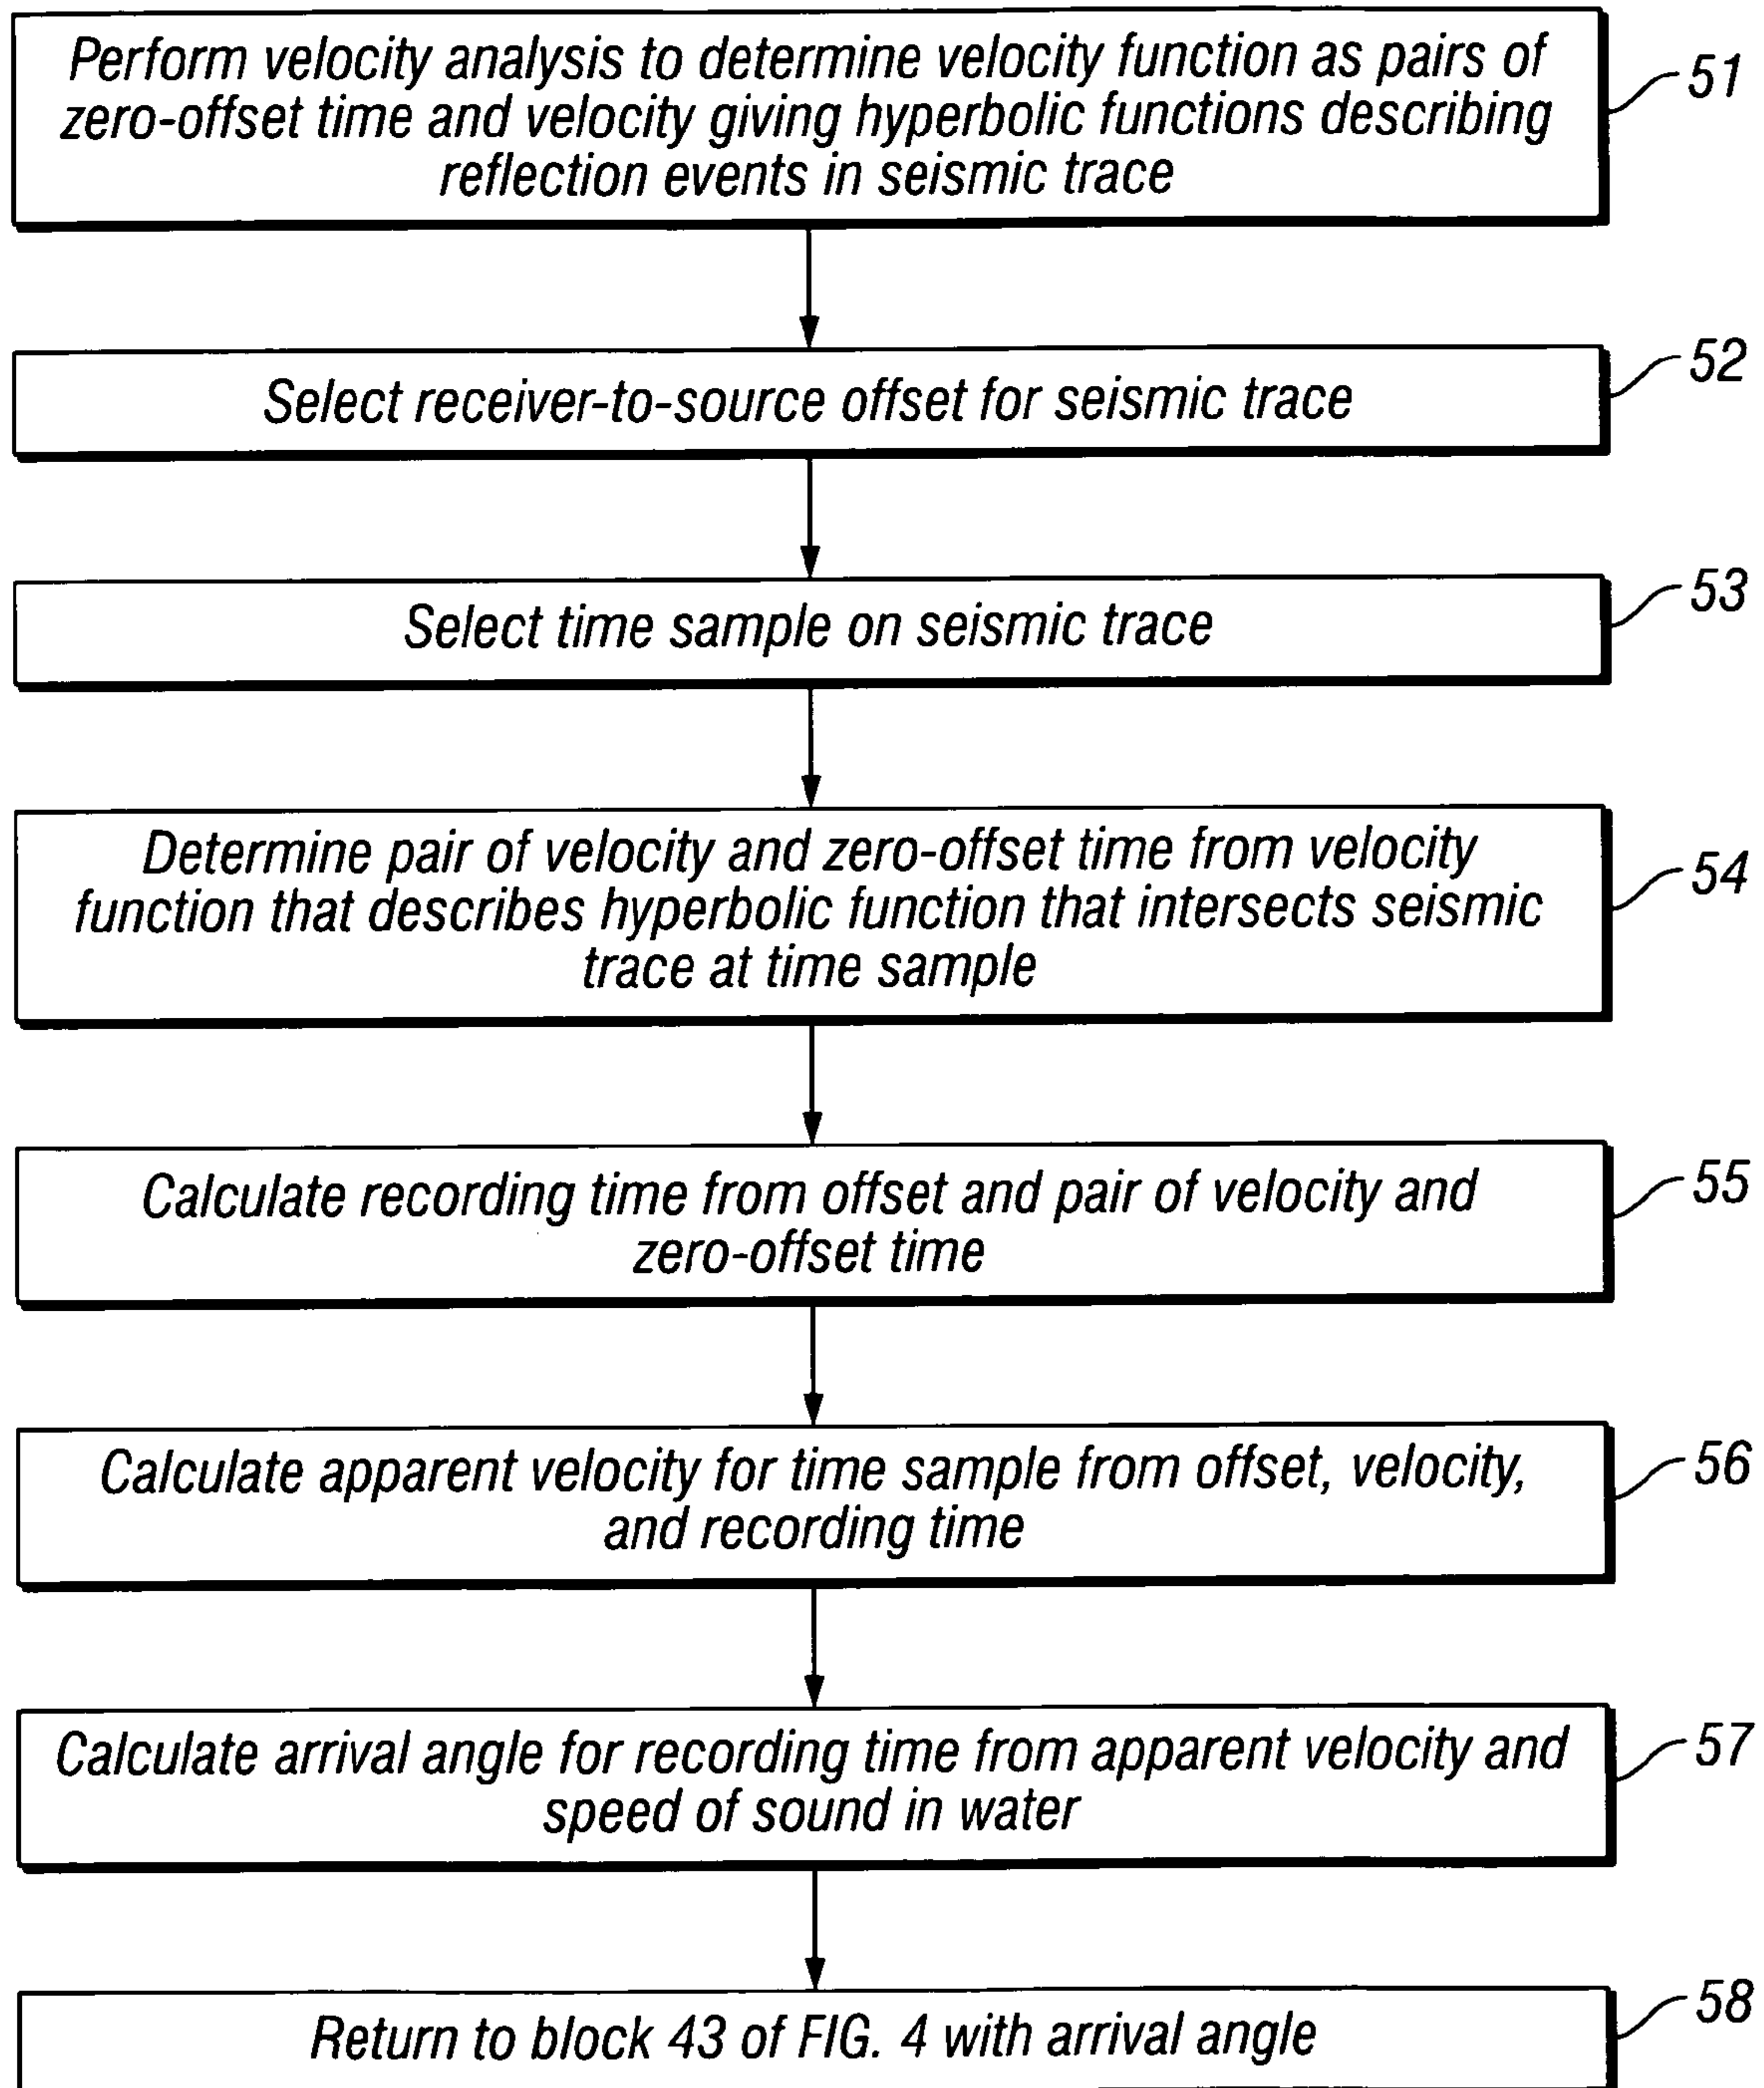 Perform velocity analysis to determine velocity function as pairs of
zero-offset time and velocity giving hyperbolic functions describing
reflection events in seismic trace
51
Select receiver-to-source offset for seismic trace
52
Select time sample on seismic trace
53
Determine pair of velocity and zero-offset time from velocity
function that describes hyperbolic function that intersects seismic
trace at time sample
54
Calculate recording time from offset and pair of velocity and
zero-offset time
55
Calculate apparent velocity for time sample from offset, velocity,
and recording time
56
Calculate arrival angle for recording time from apparent velocity and
speed of sound in water
57
Return to block 43 of FIG. 4 with arrival angle
58